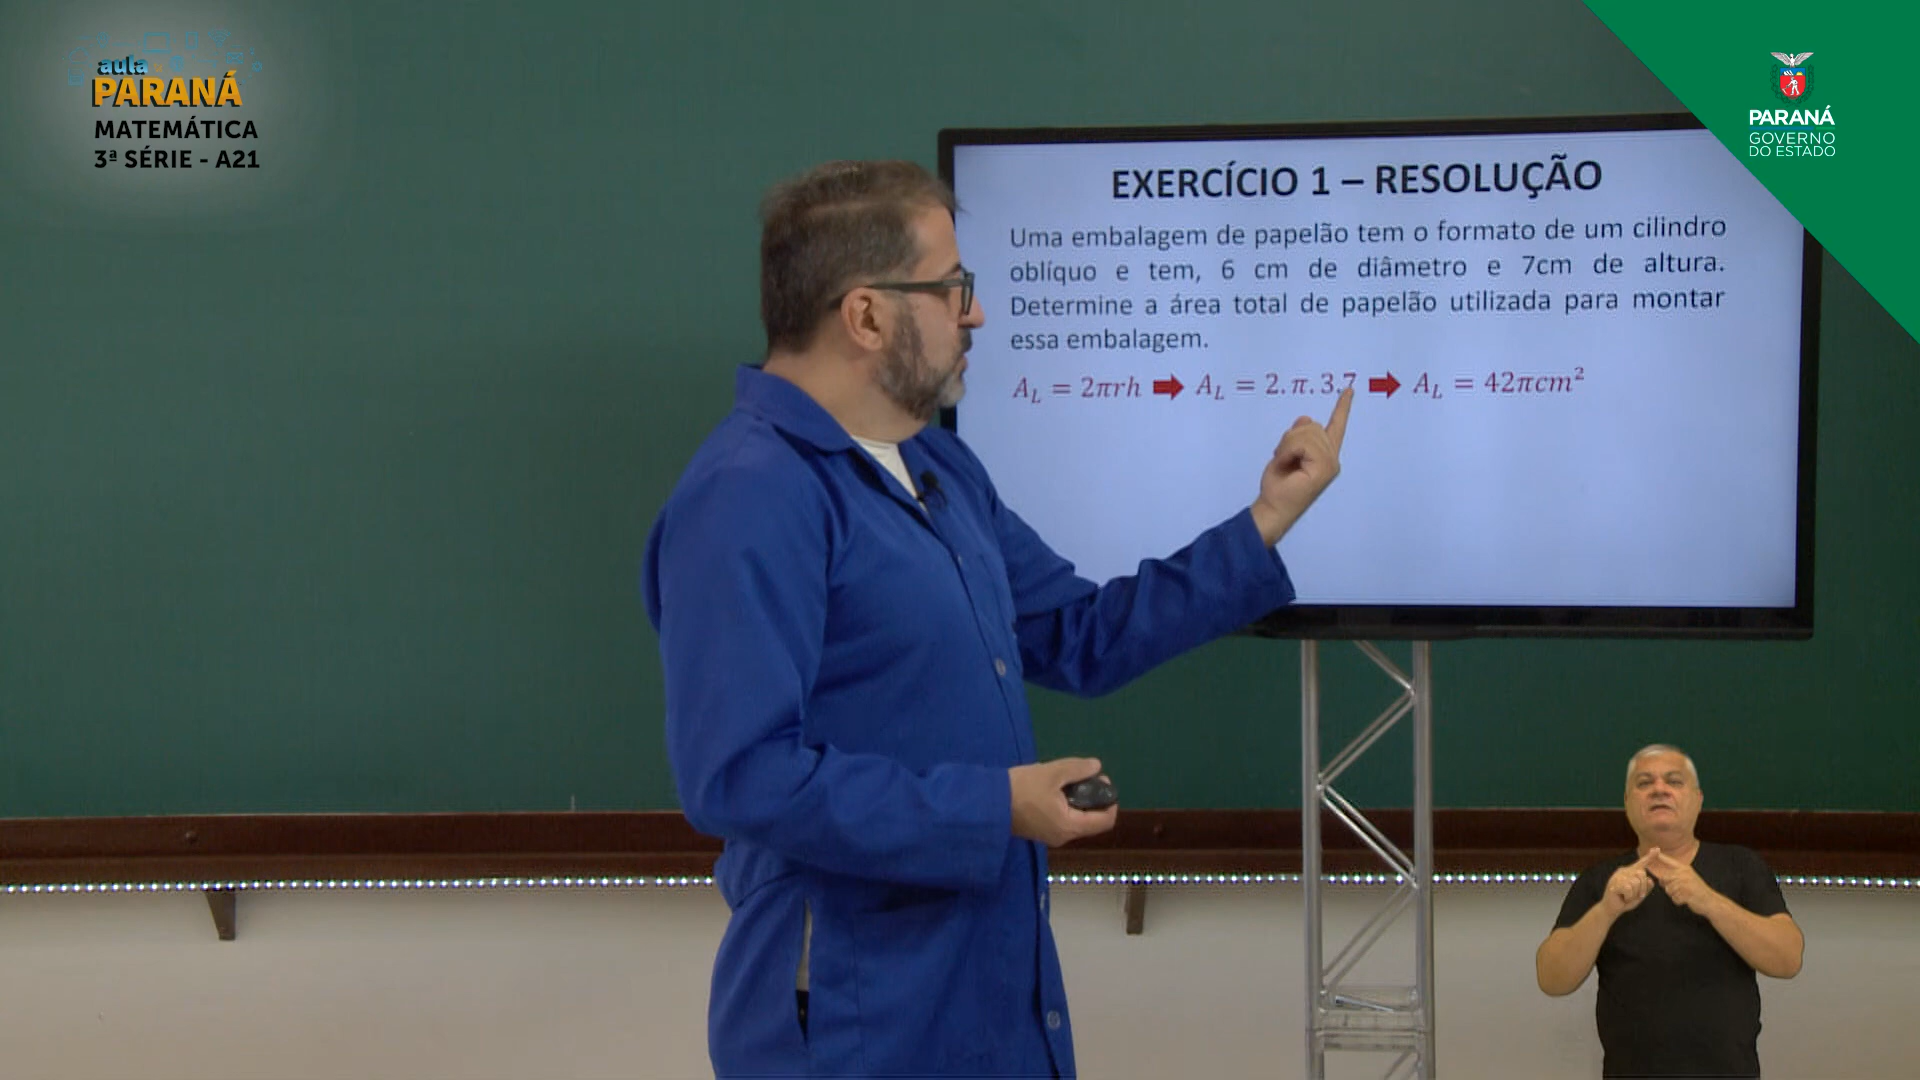 aula
PARANÁ
MATEMÁTICA
3ª SÉRIE - A21
PARANÁ
GOVERNO
DO ESTADO
EXERCÍCIO 1 – RESOLUÇÃO
Uma embalagem de papelão tem o formato de um cilindro
oblíquo e tem, 6 cm de diâmetro e 7cm de altura.
Determine a área total de papelão utilizada para montar
essa embalagem.
A_L = 2πrh ➡ A_L = 2.π.3.7 ➡ A_L = 42πcm²